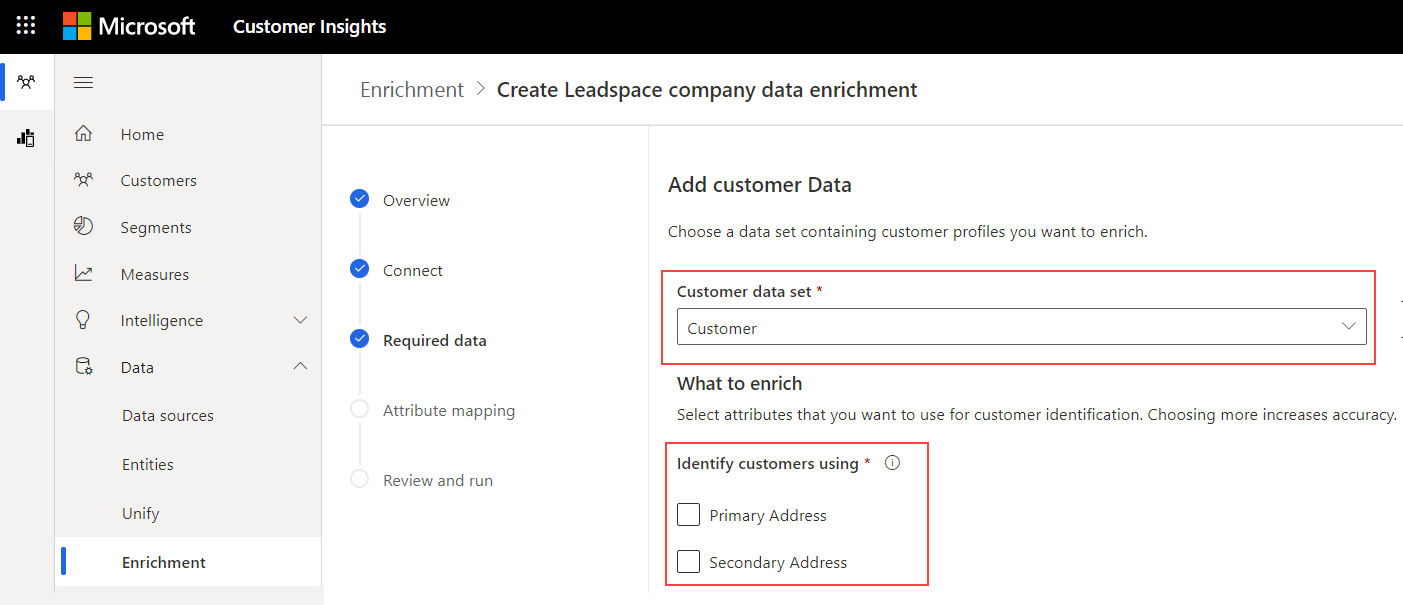 Microsoft Customer Insights
Enrichment > Create Leadspace company data enrichment
Home
Customers
Segments
Measures
Intelligence
Data
Data sources
Entities
Unify
Enrichment
Overview
Connect
Required data
Attribute mapping
Review and run
Add customer Data
Choose a data set containing customer profiles you want to enrich.
Customer data set *
Customer
What to enrich
Select attributes that you want to use for customer identification. Choosing more increases accuracy.
Identify customers using *
Primary Address
Secondary Address